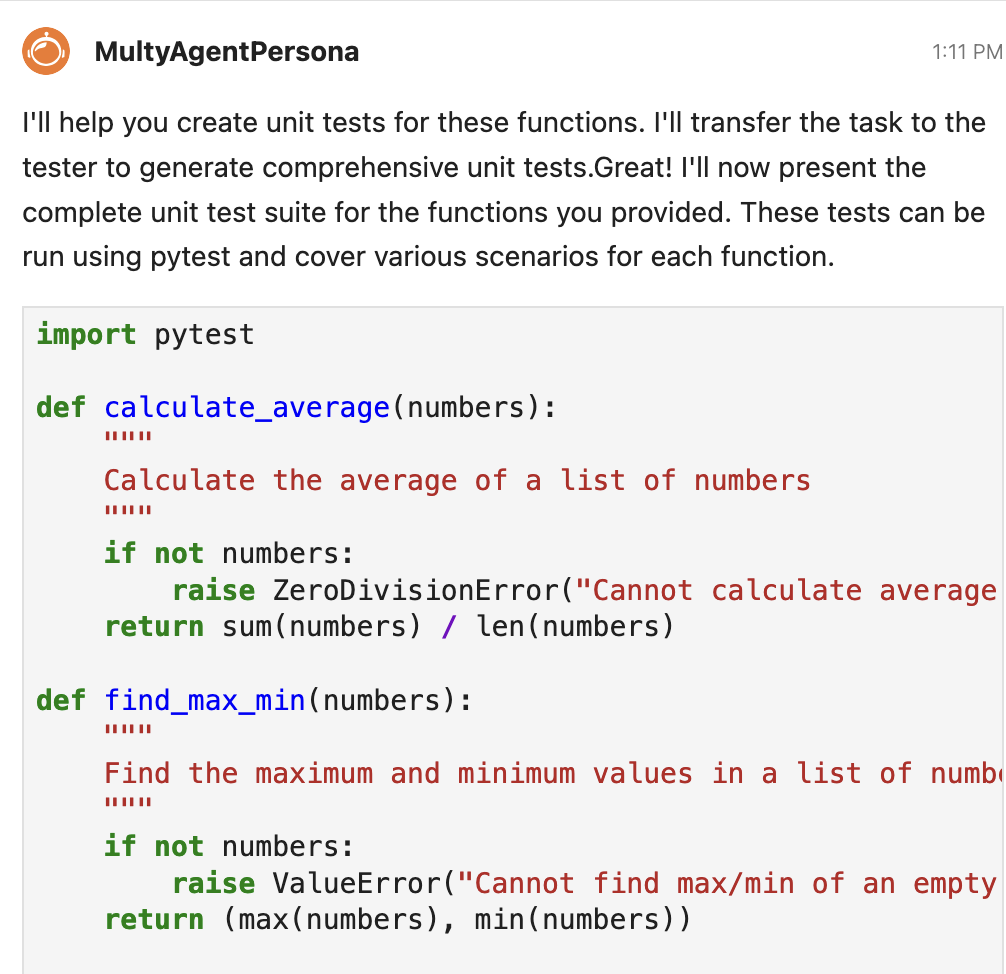 MultyAgentPersona
1:11 PM
I'll help you create unit tests for these functions. I'll transfer the task to the
tester to generate comprehensive unit tests.Great! I'll now present the
complete unit test suite for the functions you provided. These tests can be
run using pytest and cover various scenarios for each function.
import pytest
def calculate_average(numbers):
    """
    Calculate the average of a list of numbers
    """
    if not numbers:
        raise ZeroDivisionError("Cannot calculate average
    return sum(numbers) / len(numbers)
def find_max_min(numbers):
    """
    Find the maximum and minimum values in a list of
    """
    if not numbers:
        raise ValueError("Cannot find max/min of an empty
    return (max(numbers), min(numbers))